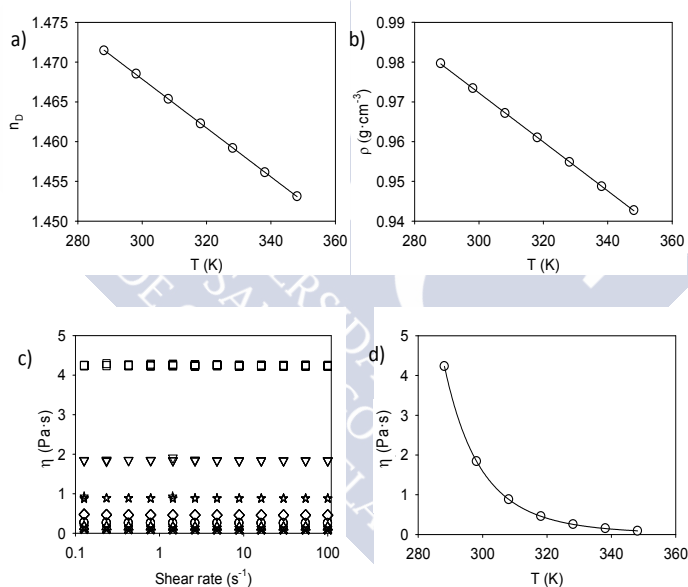 a)
1.475
1.470
1.465
1.460
1.455
1.450
n_D
280 300 320 340 360
T (K)
b)
0.99
0.98
0.97
0.96
0.95
0.94
ρ (g·cm⁻³)
280 300 320 340 360
T (K)
c)
5
4
3
2
1
0
η (Pa·s)
0.1 1 10 100
Shear rate (s⁻¹)
d)
5
4
3
2
1
0
η (Pa·s)
280 300 320 340 360
T (K)